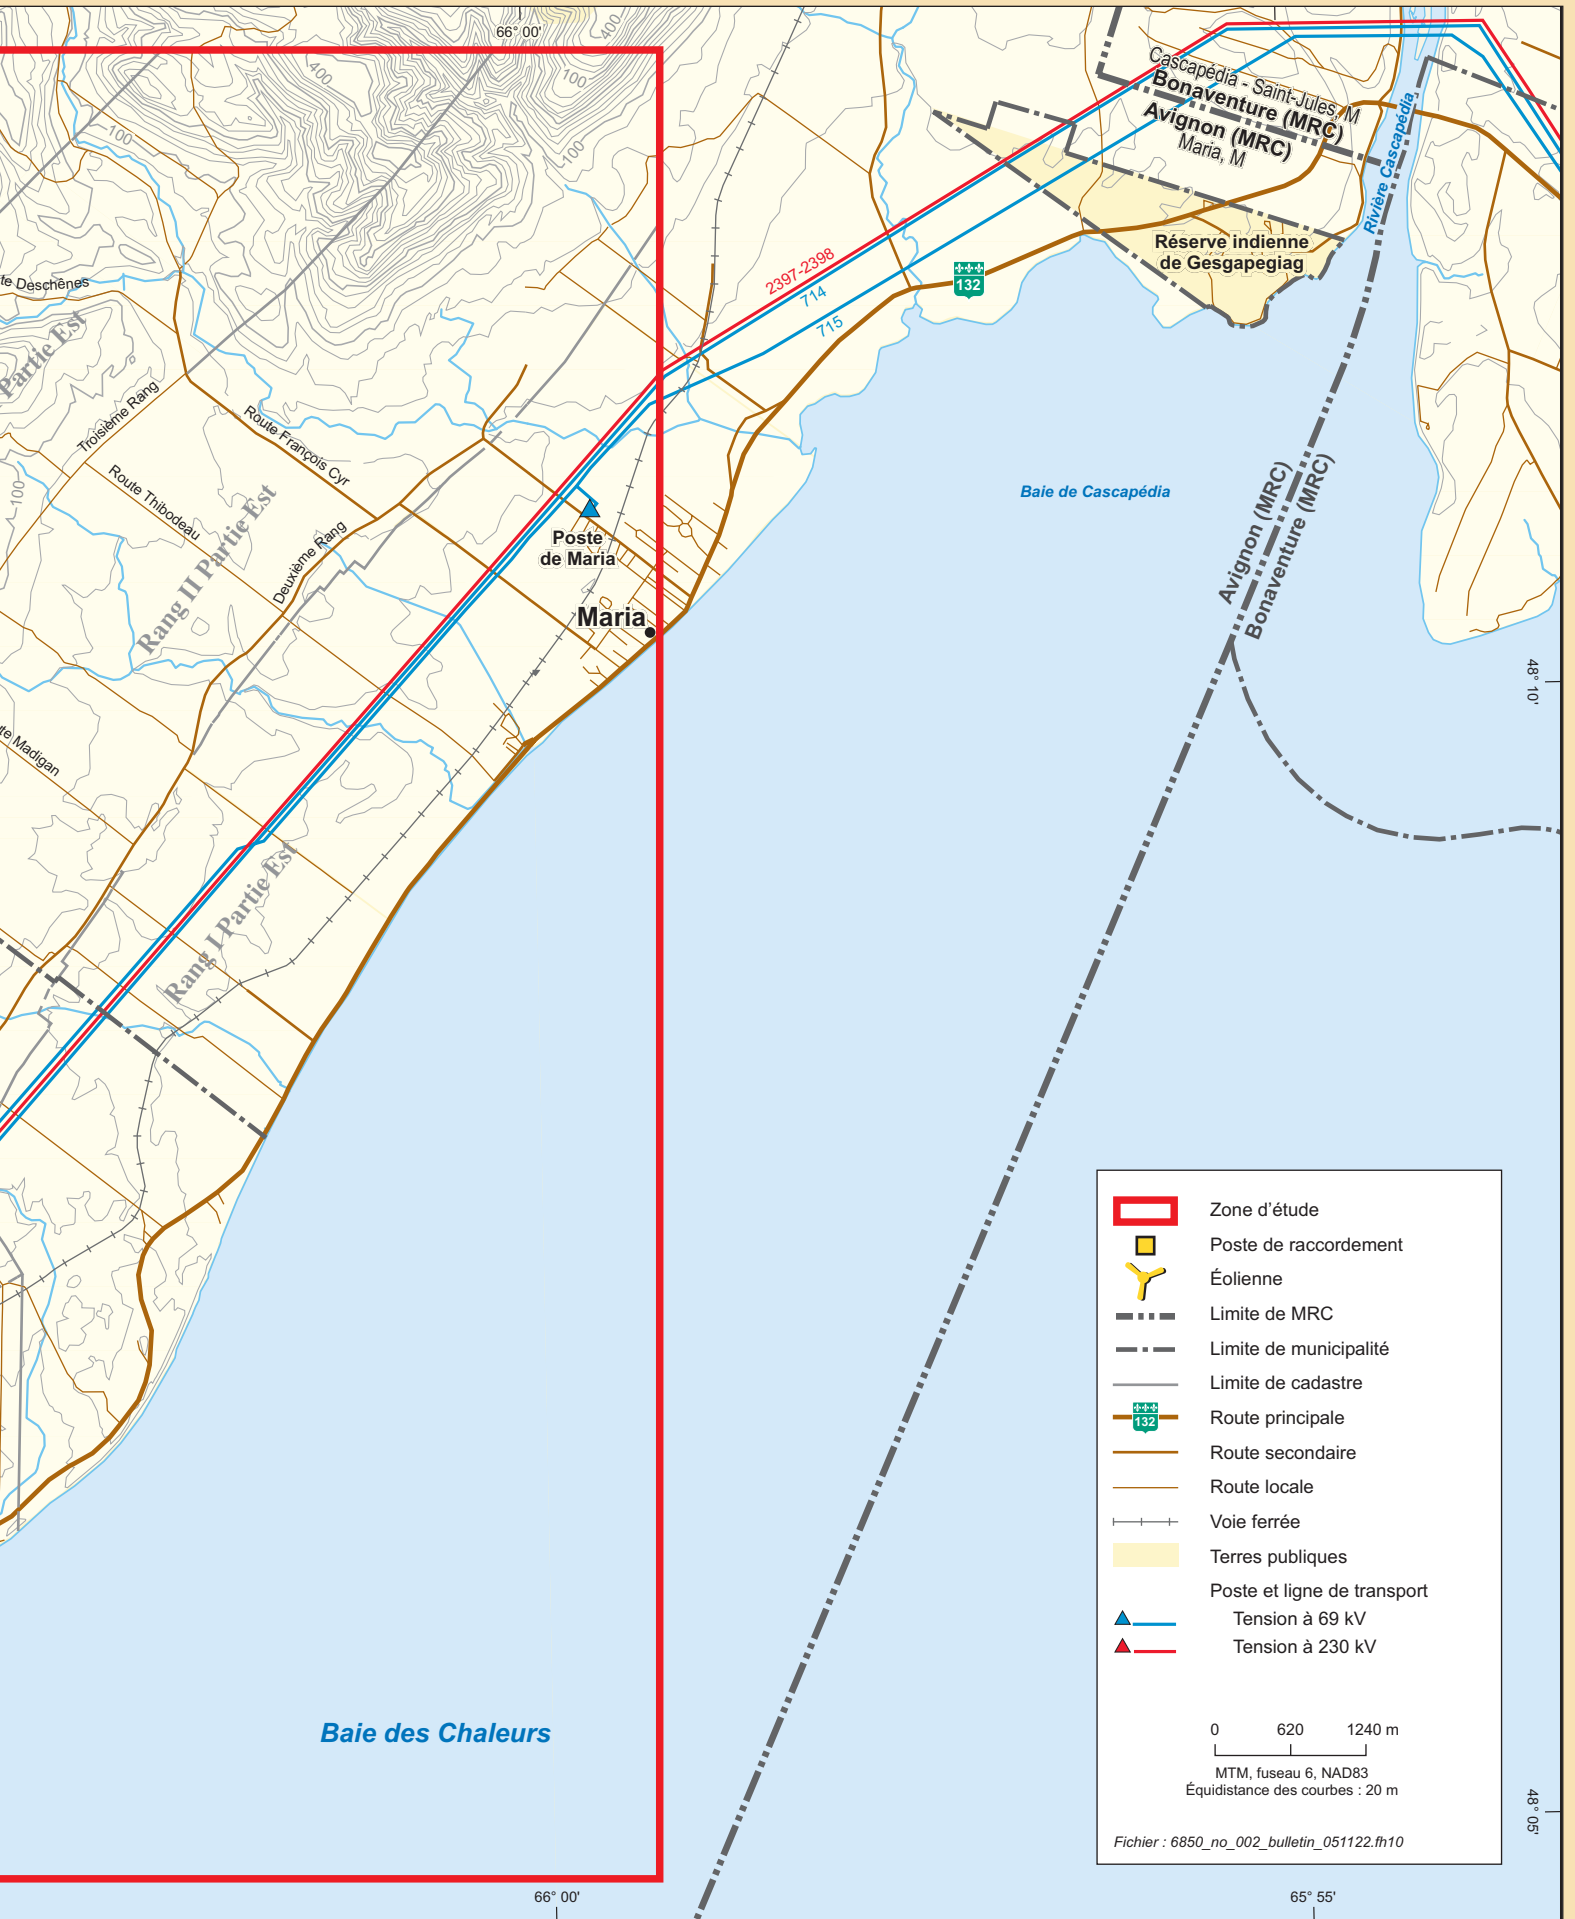 66° 00'
400
400
100
100
100
Cascapédia - Saint-Jules, M
Bonaventure (MRC)
Avignon (MRC)
Maria, M
Rivière Cascapédia
Réserve indienne
de Gesgapegiag
132
2397-2398
714
715
te Deschênes
Partie Est
Troisième Rang
Route François Cyr
Route Thibodeau
100
Rang II Partie Est
Deuxième Rang
Poste
de Maria
Maria
Baie de Cascapédia
Avignon (MRC)
Bonaventure (MRC)
48° 10'
te Madigan
Rang I Partie Est
Zone d'étude
Poste de raccordement
Éolienne
Limite de MRC
Limite de municipalité
Limite de cadastre
132
Route principale
Route secondaire
Route locale
Voie ferrée
Terres publiques
Poste et ligne de transport
Tension à 69 kV
Tension à 230 kV
0 620 1240 m
MTM, fuseau 6, NAD83
Équidistance des courbes : 20 m
Fichier : 6850_no_002_bulletin_051122.fh10
Baie des Chaleurs
48° 05'
66° 00'
65° 55'